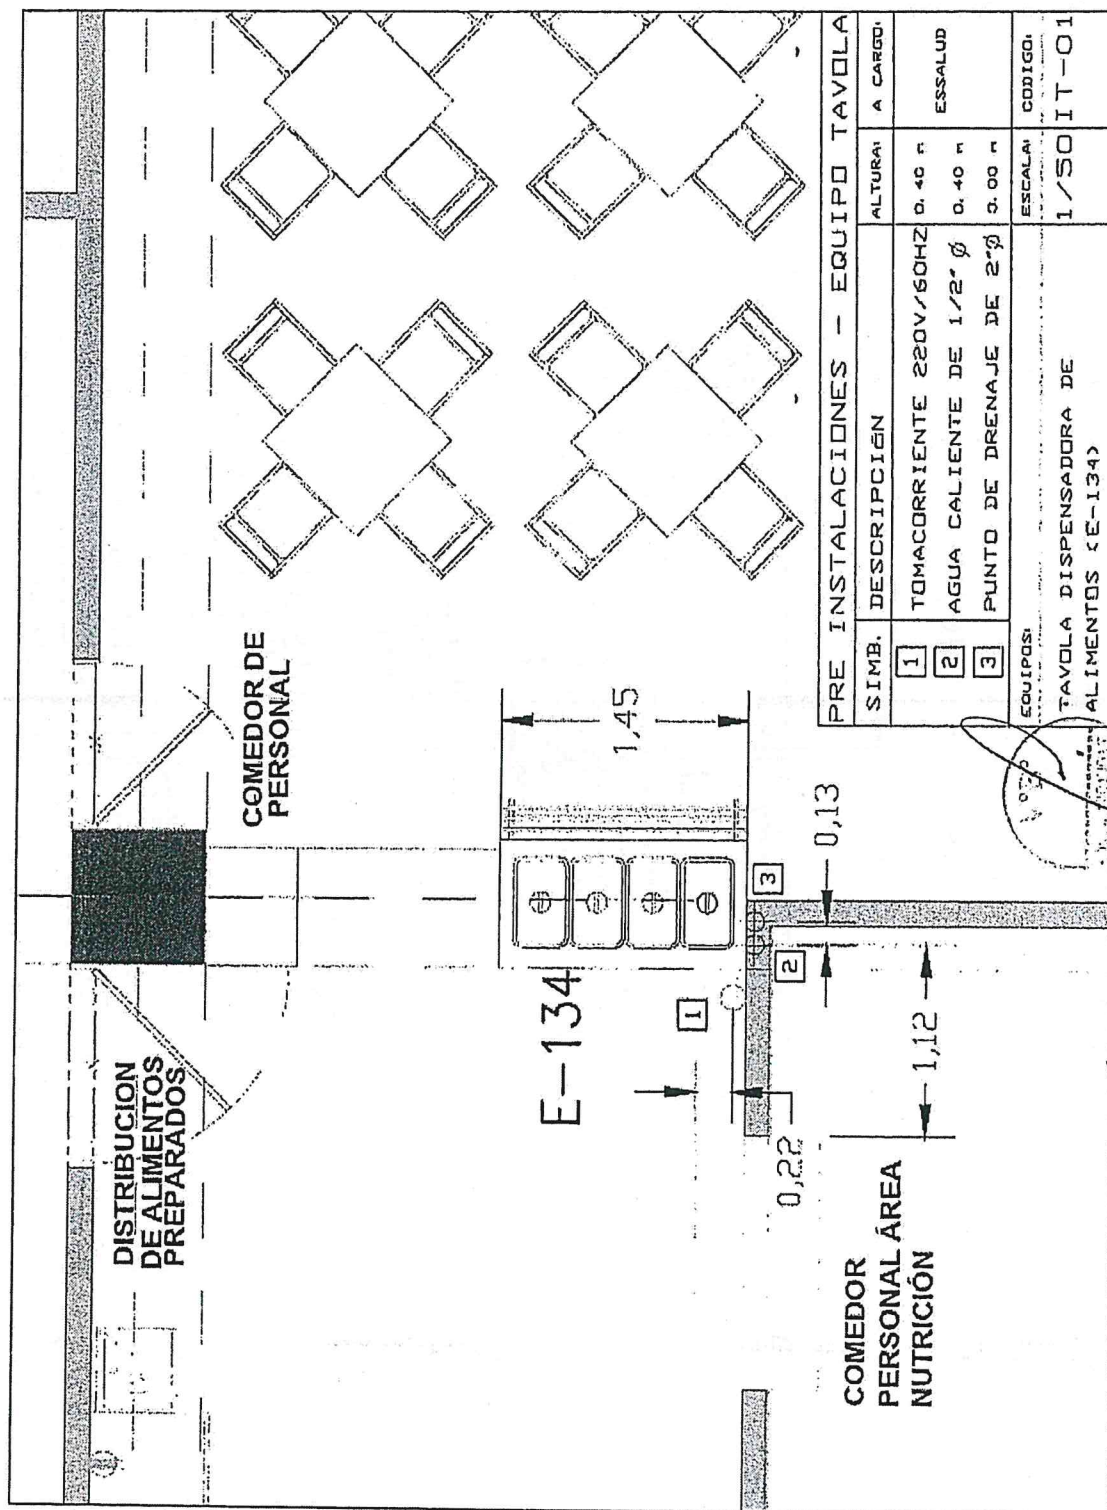 DISTRIBUCION
DE ALIMENTOS
PREPARADOS
COMEDOR DE
PERSONAL
E-134
1,45
1
2
3
0,22
1,12
0,13
COMEDOR
PERSONAL ÁREA
NUTRICIÓN
PRE INSTALACIONES - EQUIPO TAVOLA
SIMB. DESCRIPCIÓN ALTURA: A CARGO:
1 TOMACORRIENTE 220V/60HZ 0.40 m
2 AGUA CALIENTE DE 1/2" Ø 0.40 m ESSALUD
3 PUNTO DE DRENAJE DE 2"Ø 0.00 m
EQUIPOS: ESCALA: CODIGO:
TAVOLA DISPENSADORA DE 1/50 IT-01
ALIMENTOS (E-134)